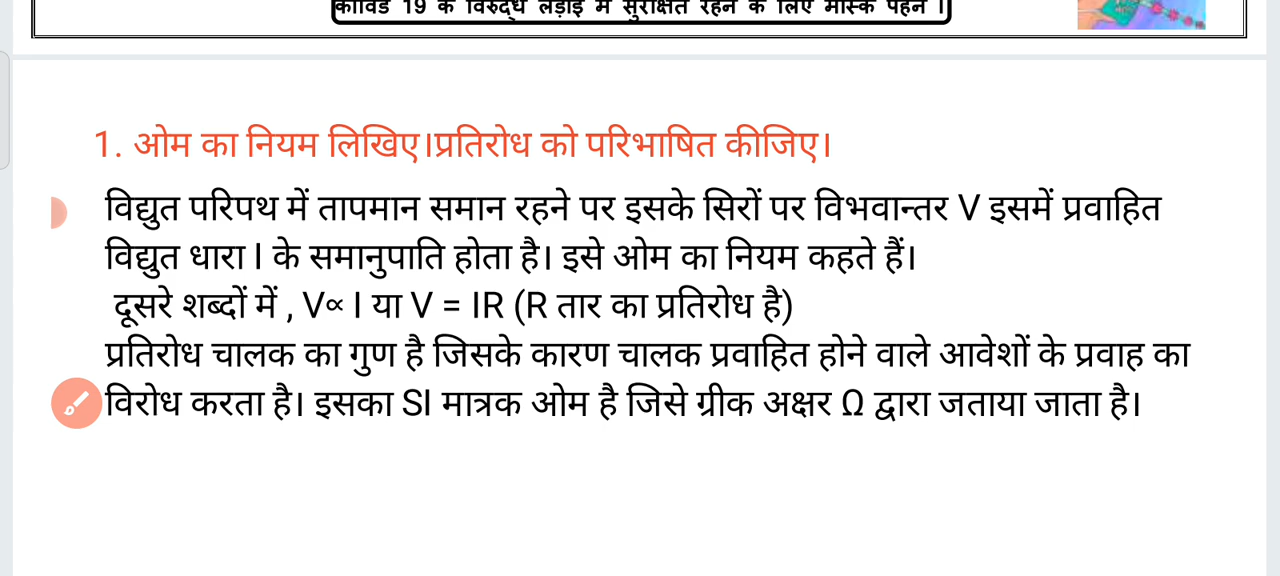 कोविड 19 के विरुद्ध लड़ाई में सुरक्षित रहने के लिए मास्क पहनें ।
1. ओम का नियम लिखिए।प्रतिरोध को परिभाषित कीजिए।
विद्युत परिपथ में तापमान समान रहने पर इसके सिरों पर विभवान्तर V इसमें प्रवाहित
विद्युत धारा I के समानुपाति होता है। इसे ओम का नियम कहते हैं।
दूसरे शब्दों में , V∝ I या V = IR (R तार का प्रतिरोध है)
प्रतिरोध चालक का गुण है जिसके कारण चालक प्रवाहित होने वाले आवेशों के प्रवाह का
विरोध करता है। इसका SI मात्रक ओम है जिसे ग्रीक अक्षर Ω द्वारा जताया जाता है।